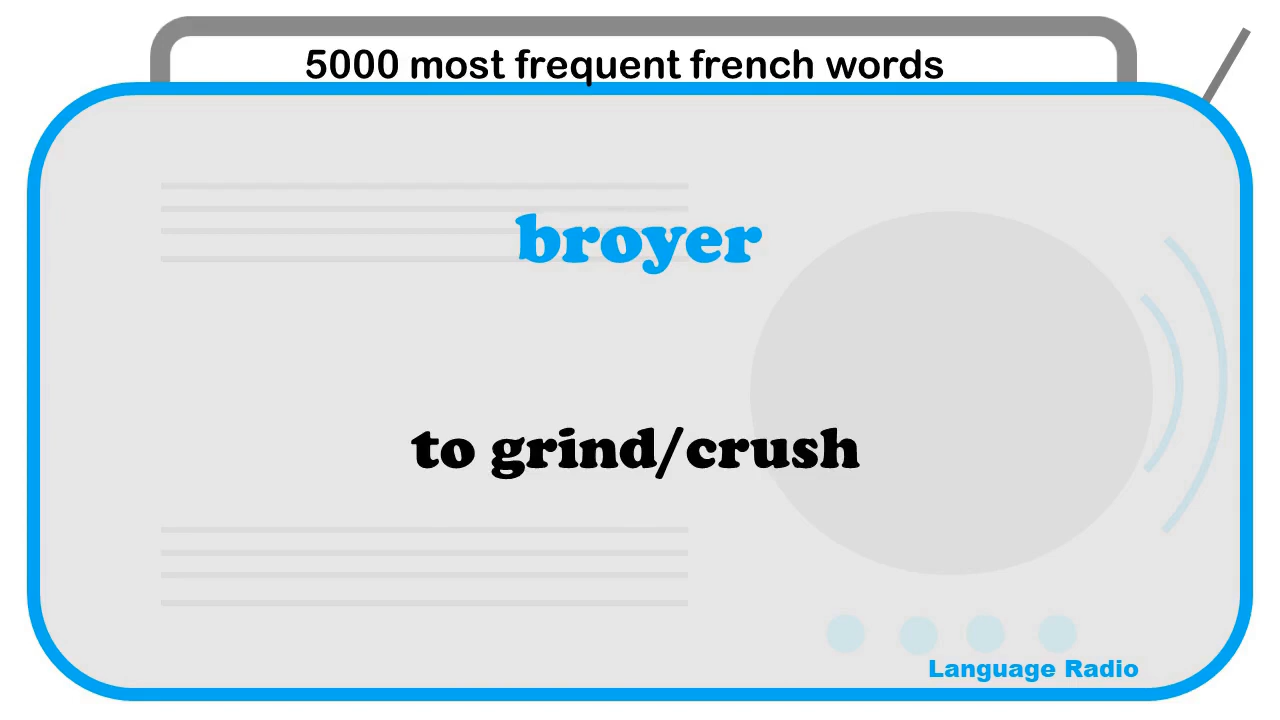 5000 most frequent french words
broyer
to grind/crush
Language Radio